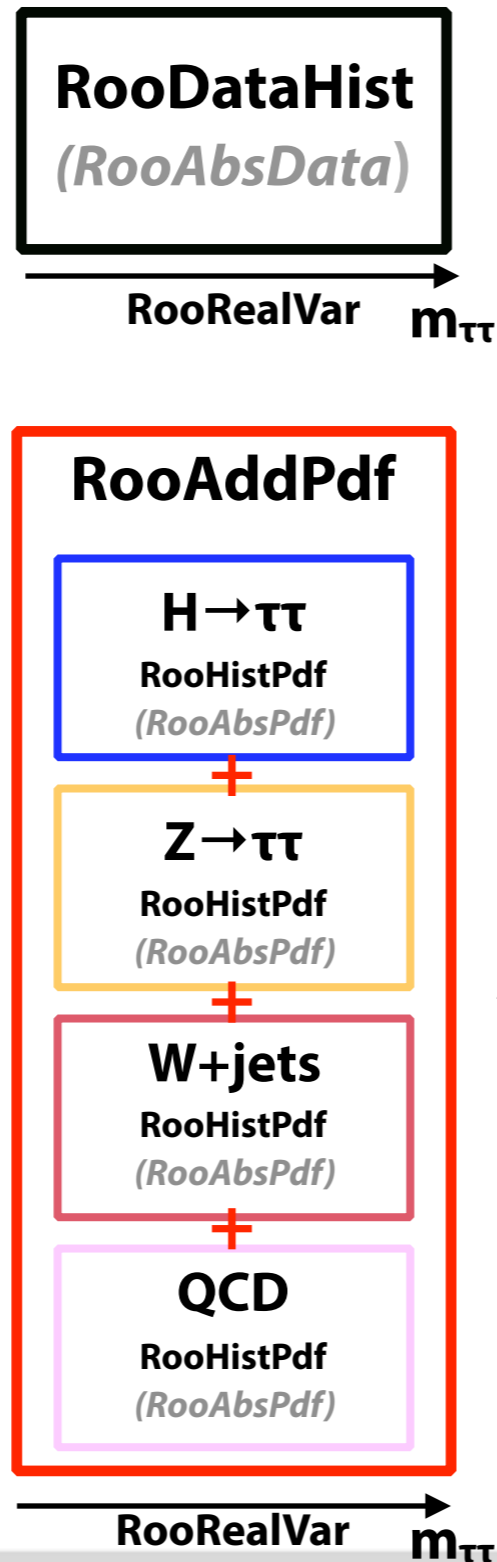 RooDataHist
(RooAbsData)
RooRealVar mττ
RooAddPdf
H→ττ
RooHistPdf
(RooAbsPdf)
+
Z→ττ
RooHistPdf
(RooAbsPdf)
+
W+jets
RooHistPdf
(RooAbsPdf)
+
QCD
RooHistPdf
(RooAbsPdf)
RooRealVar mττ